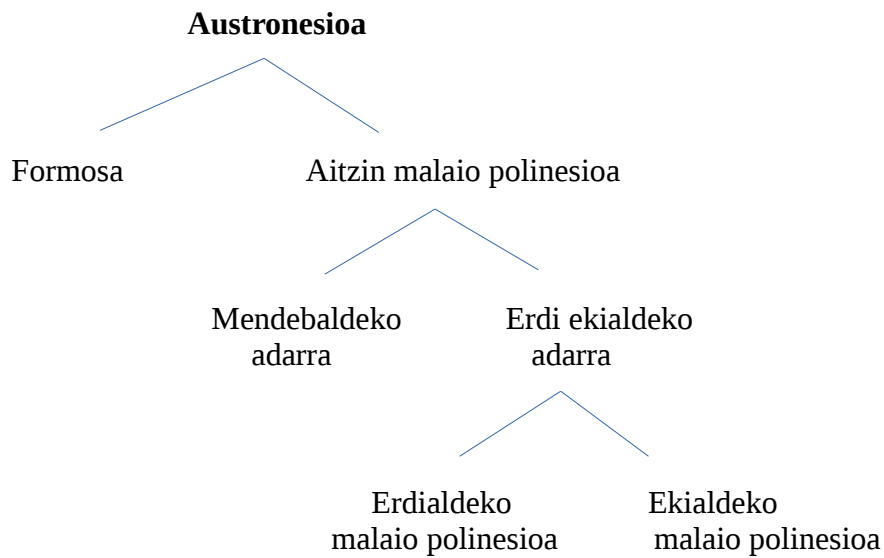 Austronesioa
Formosa
Aitzin malaio polinesioa
Mendebaldeko
adarra
Erdi ekialdeko
adarra
Erdialdeko
malaio polinesioa
Ekialdeko
malaio polinesioa